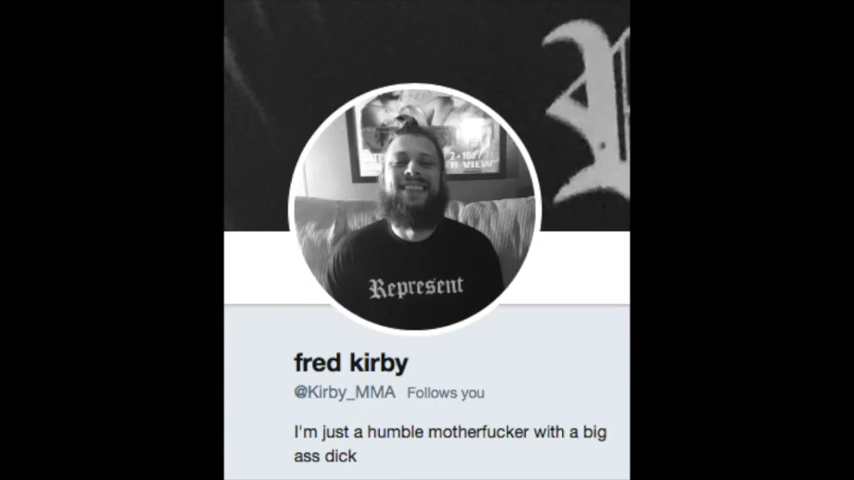 Represent
fred kirby
@Kirby_MMA Follows you
I'm just a humble motherfucker with a big
ass dick